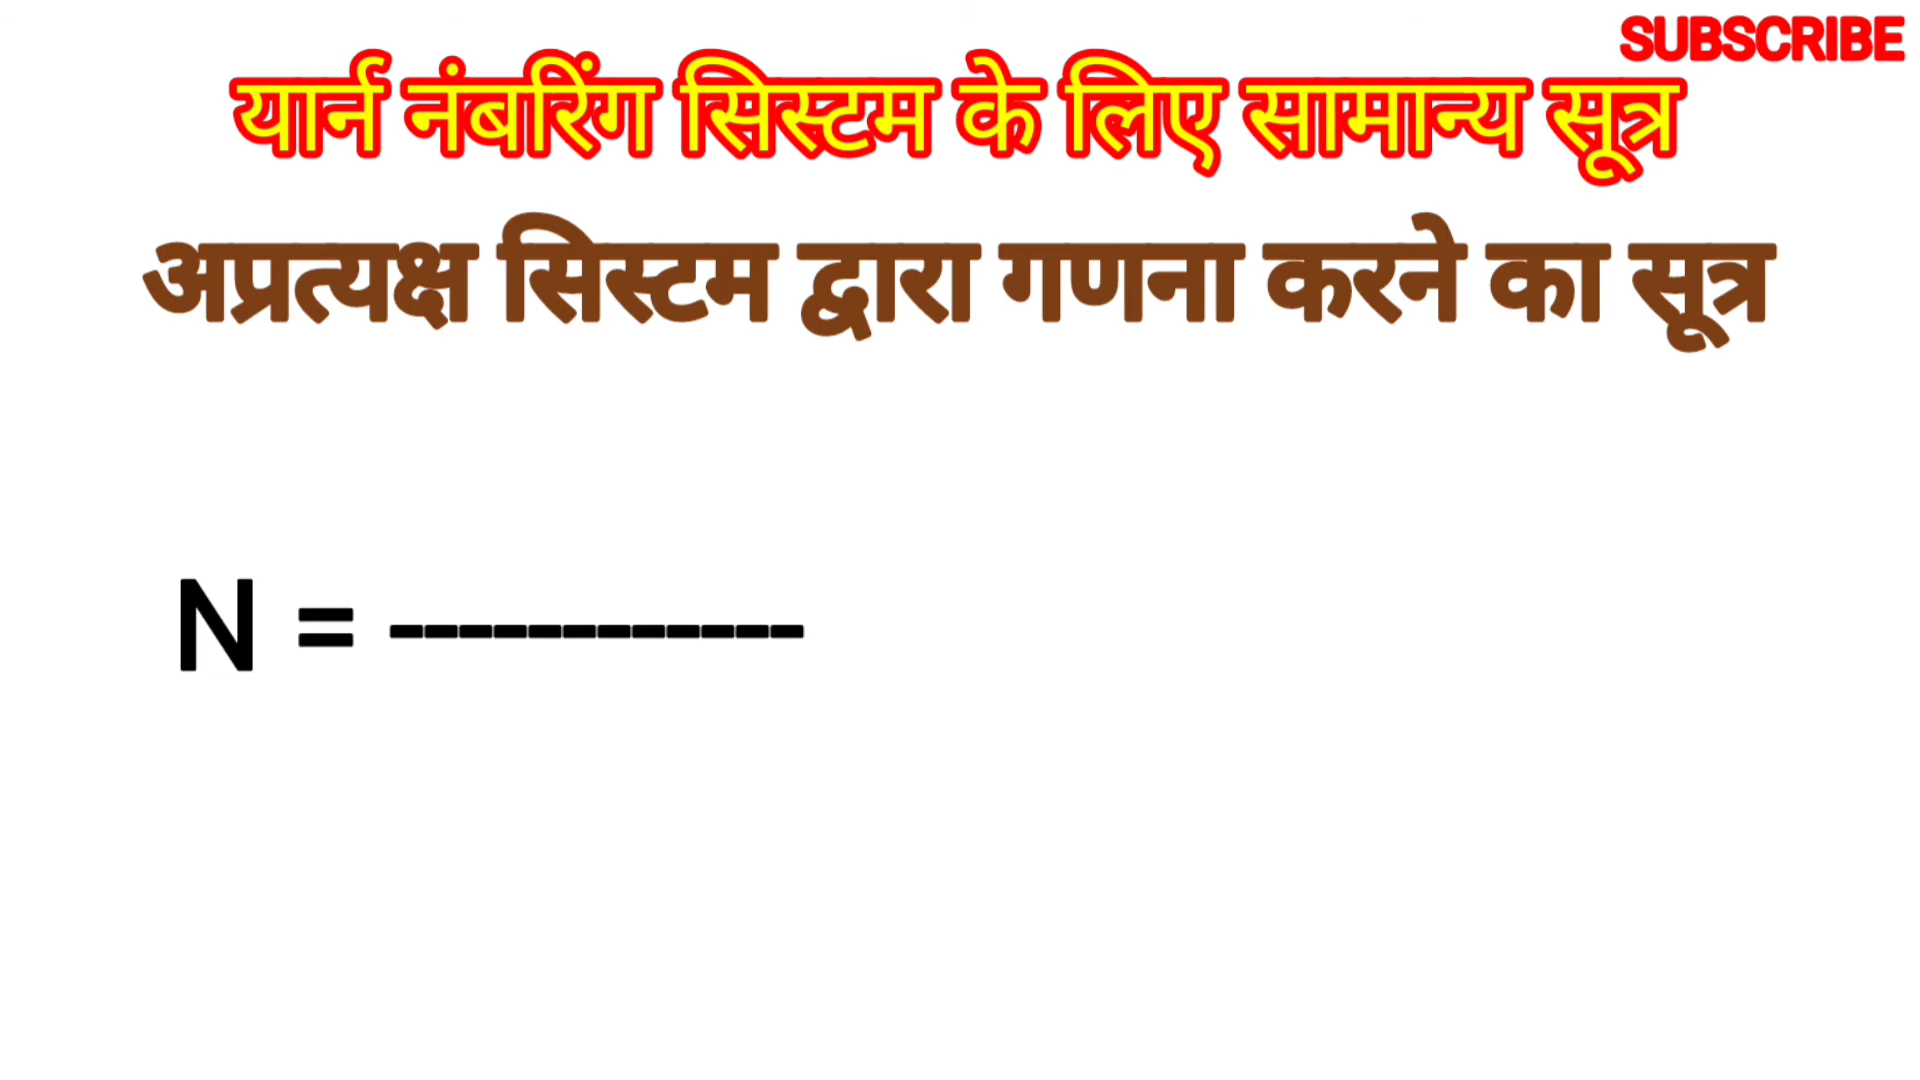 SUBSCRIBE
यार्न नंबरिंग सिस्टम के लिए सामान्य सूत्र
अप्रत्यक्ष सिस्टम द्वारा गणना करने का सूत्र
N = ------------